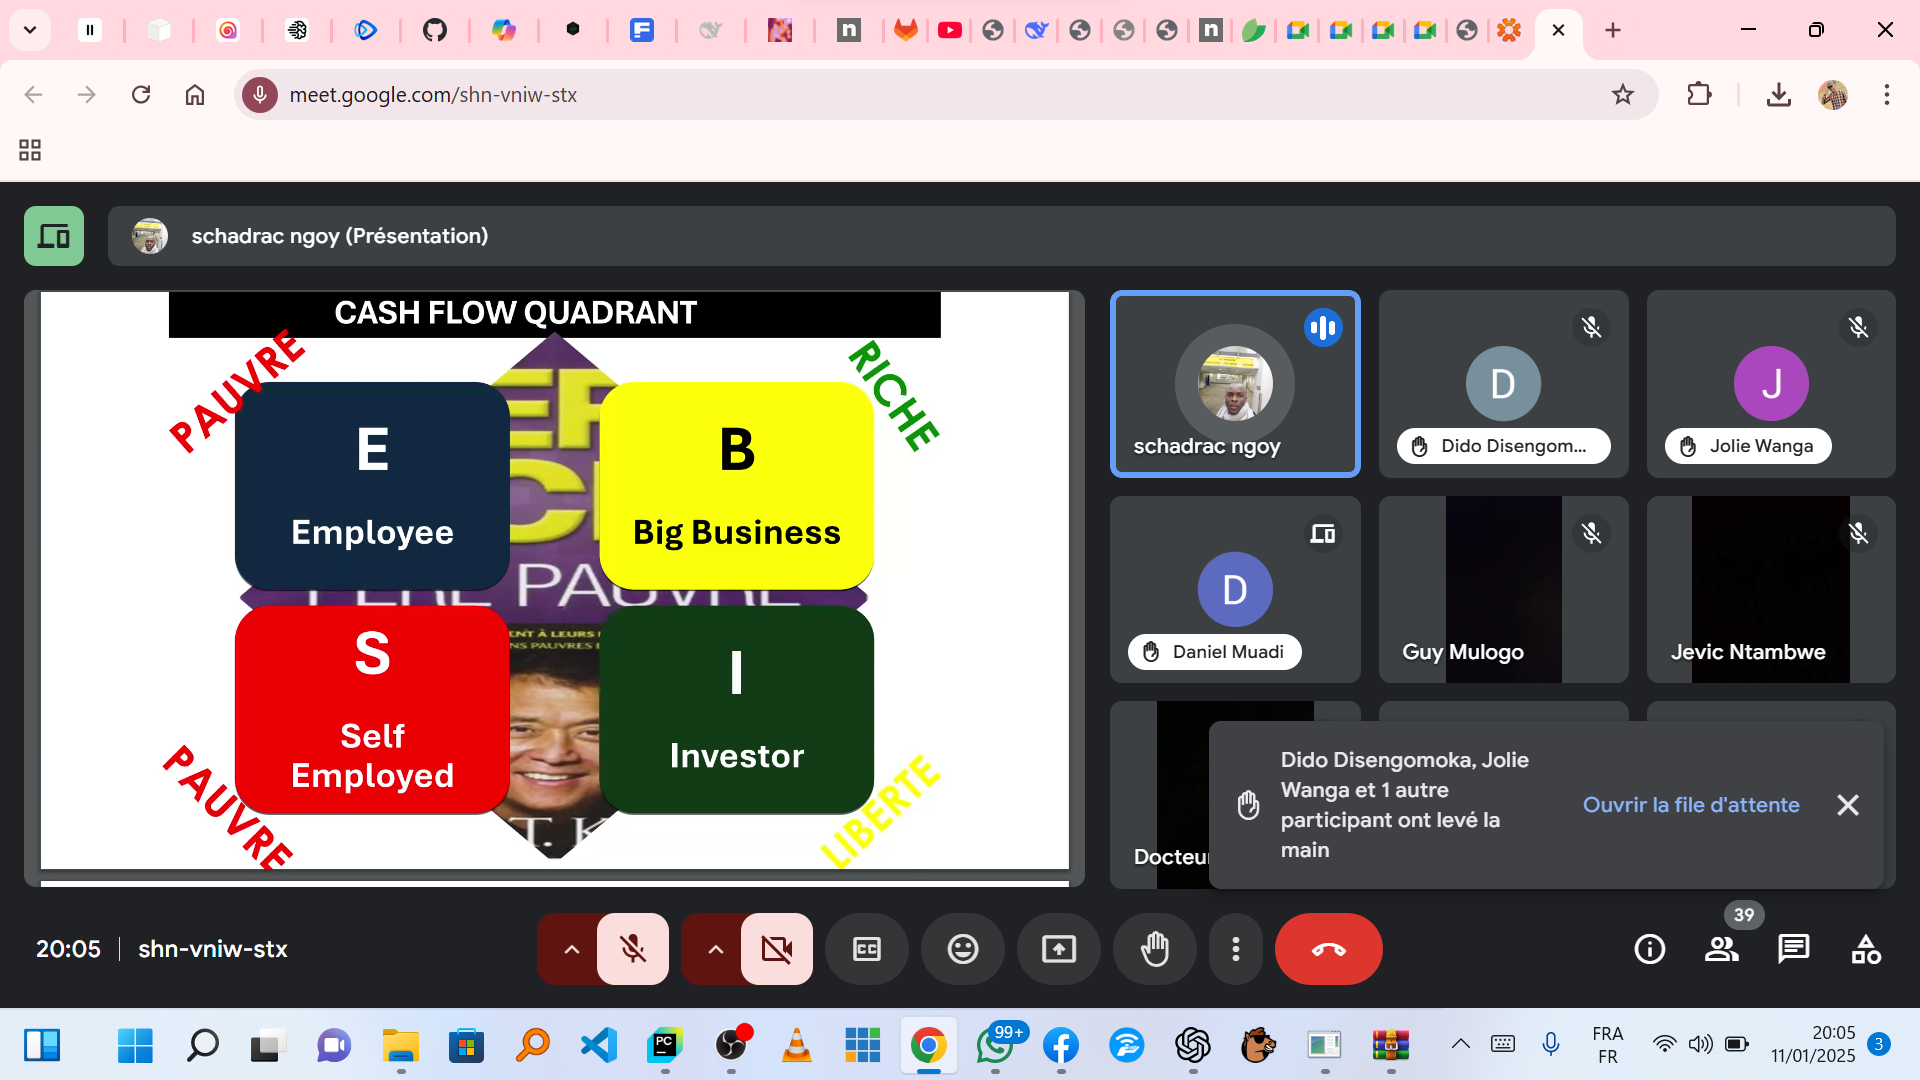 meet.google.com/shn-vniw-stx
schadrac ngoy (Présentation)
CASH FLOW QUADRANT
PAUVRE
RICHE
E
Employee
B
Big Business
PÈRE PAUVRE
S
Self
Employed
I
Investor
PAUVRE
LIBERTE
T. K
schadrac ngoy
D
Dido Disengom...
J
Jolie Wanga
D
Daniel Muadi
Guy Mulogo
Jevic Ntambwe
Docteur
Dido Disengomoka, Jolie
Wanga et 1 autre
participant ont levé la
main
Ouvrir la file d'attente
20:05
shn-vniw-stx
39
99+
FRA
FR
20:05
11/01/2025
3